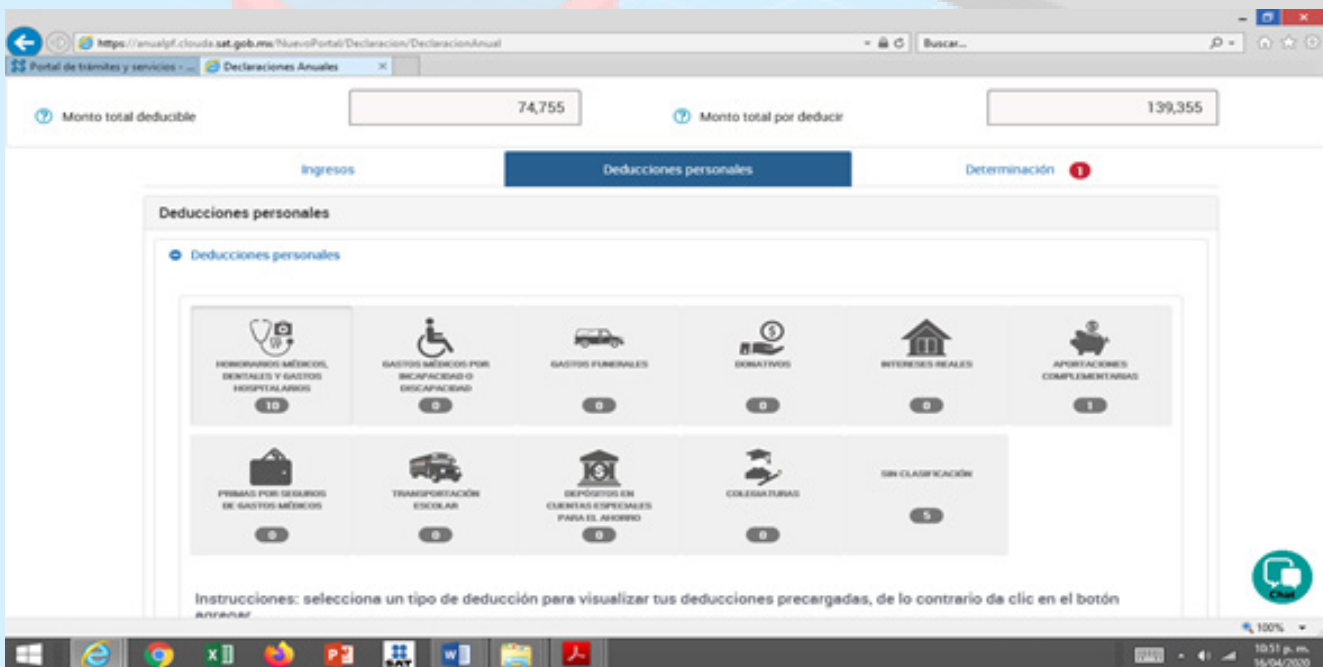 https://anualpf.clouda.sat.gob.mx/NuevoPortal/Declaracion/DeclaracionAnual
Buscar...
Portal de trámites y servicios - ...
Declaraciones Anuales
Monto total deducible
74,755
Monto total por deducir
139,355
Ingresos
Deducciones personales
Determinación 1
Deducciones personales
Deducciones personales
HONORARIOS MÉDICOS,
DENTALES Y GASTOS
HOSPITALARIOS
10
GASTOS MÉDICOS POR
INCAPACIDAD O
DISCAPACIDAD
0
GASTOS FUNERALES
0
DONATIVOS
0
INTERESES REALES
0
APORTACIONES
COMPLEMENTARIAS
1
PRIMAS POR SEGUROS
DE GASTOS MÉDICOS
0
TRANSPORTACIÓN
ESCOLAR
0
DEPÓSITOS EN
CUENTAS ESPECIALES
PARA EL AHORRO
0
COLEGIATURAS
0
SIN CLASIFICACIÓN
5
Instrucciones: selecciona un tipo de deducción para visualizar tus deducciones precargadas, de lo contrario da clic en el botón
agregar
Chat
100%
SAT
10:51 p. m.
16/04/2020